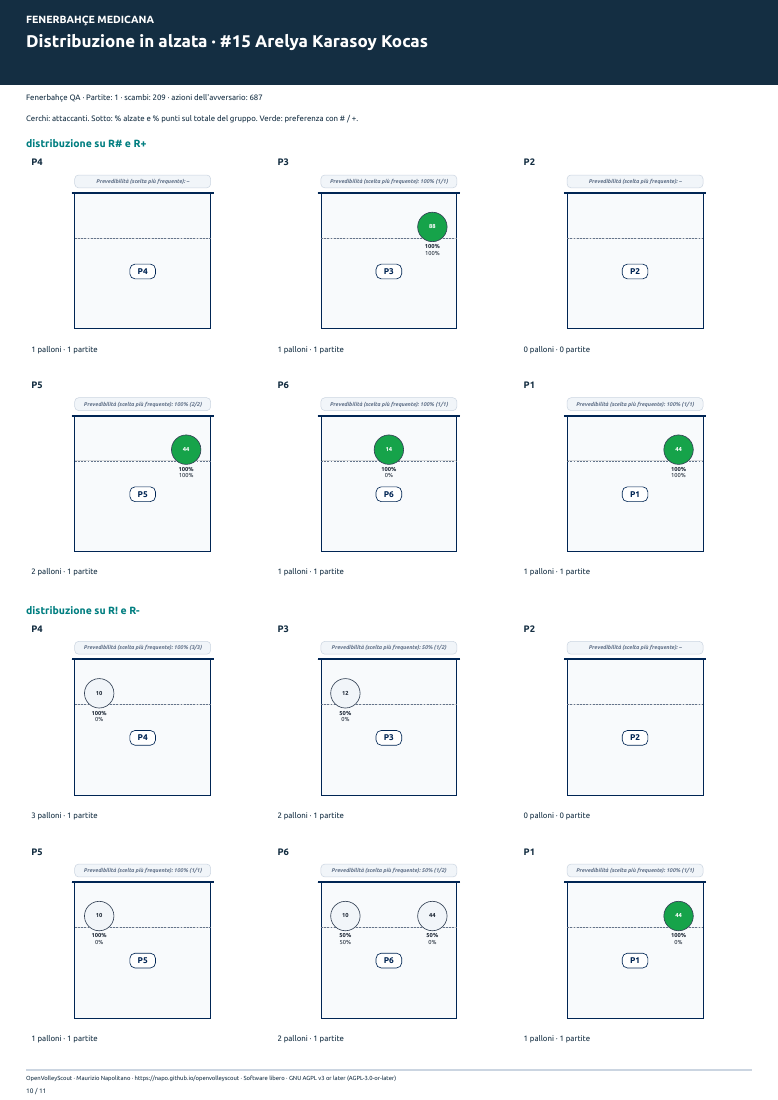 FENERBAHÇE MEDICANA
Distribuzione in alzata · #15 Arelya Karasoy Kocas
Fenerbahçe QA · Partite: 1 · scambi: 209 · azioni dell'avversario: 687
Cerchi: attaccanti. Sotto: % alzate e % punti sul totale del gruppo. Verde: preferenza con # / +.
distribuzione su R# e R+
P4 P3 P2
Prevedibilità (scelta più frequente): – Prevedibilità (scelta più frequente): 100% (1/1) Prevedibilità (scelta più frequente): –
88
100%
100%
P4 P3 P2
1 palloni · 1 partite 1 palloni · 1 partite 0 palloni · 0 partite
P5 P6 P1
Prevedibilità (scelta più frequente): 100% (2/2) Prevedibilità (scelta più frequente): 100% (1/1) Prevedibilità (scelta più frequente): 100% (1/1)
44 14 44
100% 100% 100%
100% 0% 100%
P5 P6 P1
2 palloni · 1 partite 1 palloni · 1 partite 1 palloni · 1 partite
distribuzione su R! e R-
P4 P3 P2
Prevedibilità (scelta più frequente): 100% (3/3) Prevedibilità (scelta più frequente): 50% (1/2) Prevedibilità (scelta più frequente): –
10 12
100% 50%
0% 0%
P4 P3 P2
3 palloni · 1 partite 2 palloni · 1 partite 0 palloni · 0 partite
P5 P6 P1
Prevedibilità (scelta più frequente): 100% (1/1) Prevedibilità (scelta più frequente): 50% (1/2) Prevedibilità (scelta più frequente): 100% (1/1)
10 10 44 44
100% 50% 50% 100%
0% 50% 0% 0%
P5 P6 P1
1 palloni · 1 partite 2 palloni · 1 partite 1 palloni · 1 partite
OpenVolleyScout · Maurizio Napolitano · https://napo.github.io/openvolleyscout · Software libero · GNU AGPL v3 or later (AGPL-3.0-or-later)
10 / 11